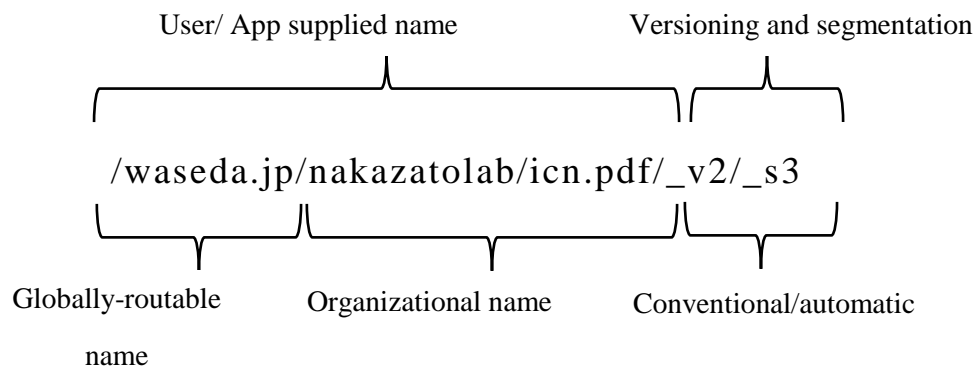 User/ App supplied name
Versioning and segmentation
/waseda.jp/nakazatolab/icn.pdf/_v2/_s3
Globally-routable name
Organizational name
Conventional/automatic